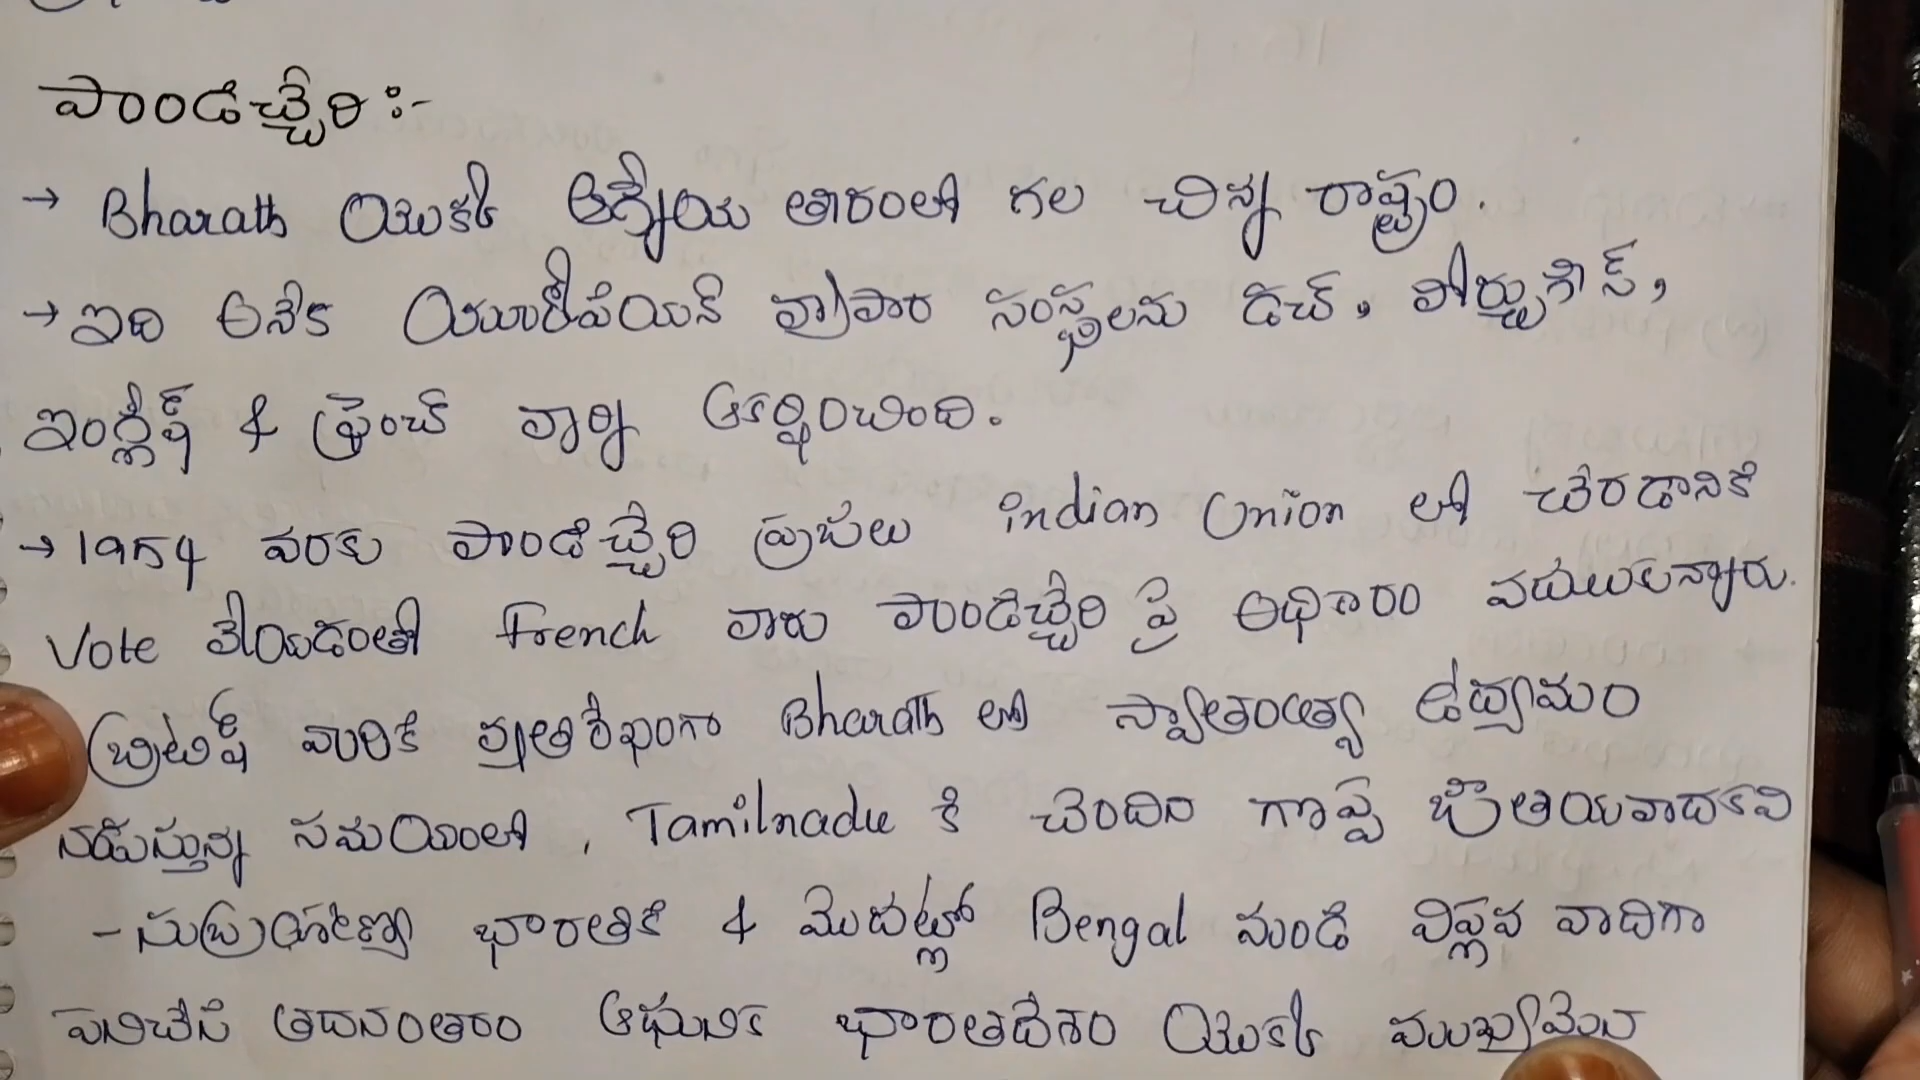 పాండిచ్చేరి :-
→ Bharath యొక్క ఆగ్నేయ తీరంలో గల చిన్న రాష్ట్రం.
→ ఇది అనేక యూరోపియన్ వ్యాపార సంస్థలను డచ్, పోర్చుగీస్,
ఇంగ్లీష్ & ఫ్రెంచ్ వార్ని ఆకర్షించింది.
→ 1954 వరకు పాండిచ్చేరి ప్రజలు indian Union లో చేరడానికి
Vote వేయడంతో French వారు పాండిచ్చేరి పై అధికారం వదులుకున్నారు.
బ్రిటిష్ వారికి వ్యతిరేఖంగా Bharath లో స్వాతంత్ర్య ఉద్యమం
నడుస్తున్న సమయంలో, Tamilnadu కి చెందిన గొప్ప జాతీయవాదకవి
- సుబ్రమణ్య భారతికి & మొదట్లో Bengal నుండి విప్లవ వాదిగా
పనిచేసి తదనంతరం ఆధునిక భారతదేశం యొక్క ముఖ్యమైన